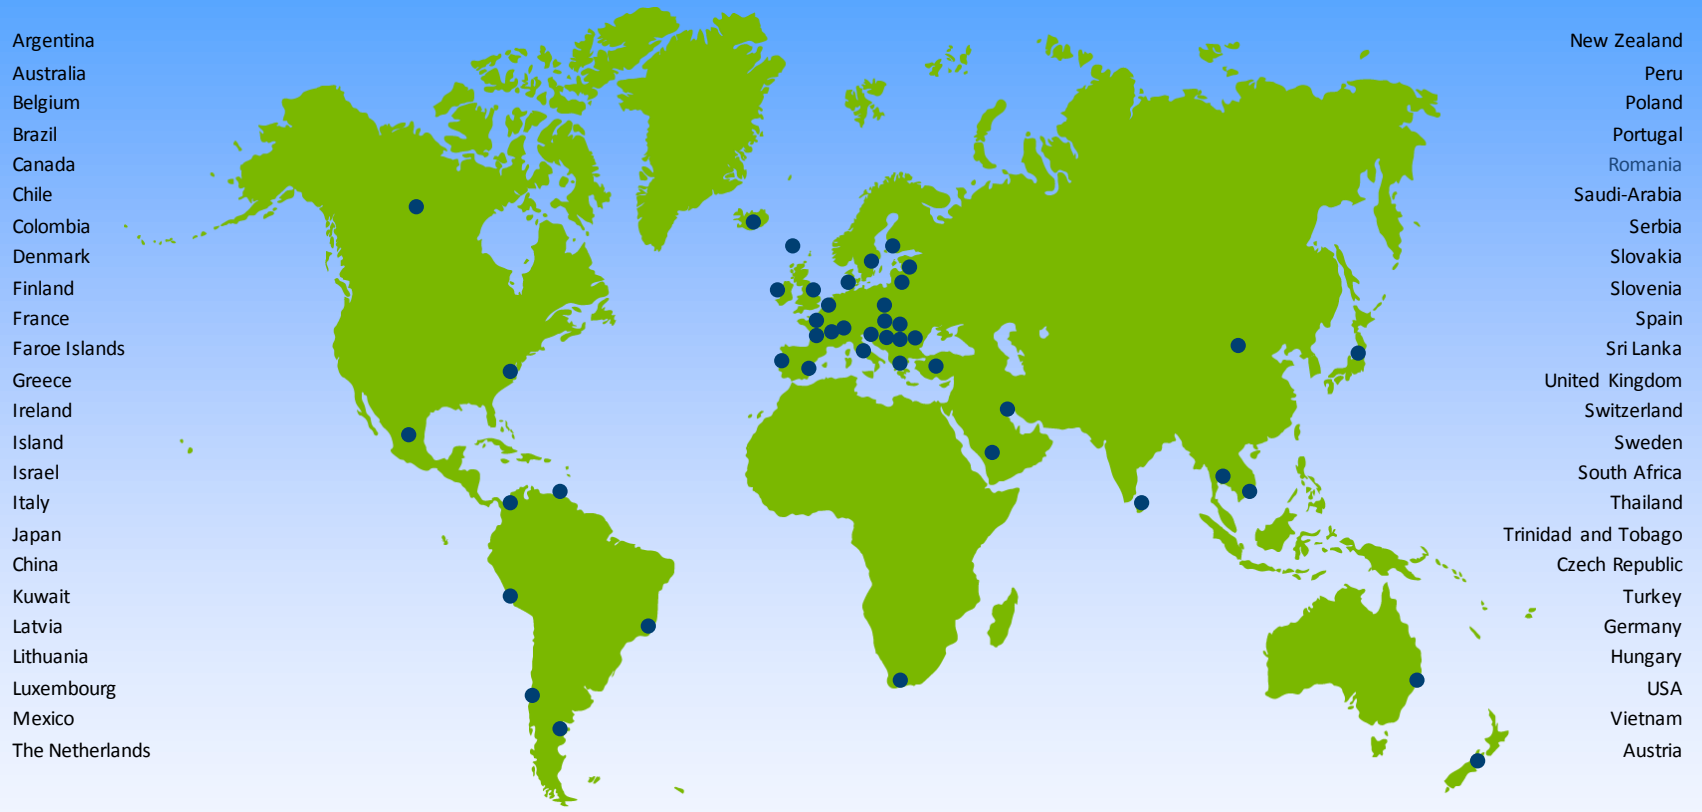 Argentina
Australia
Belgium
Brazil
Canada
Chile
Colombia
Denmark
Finland
France
Faroe Islands
Greece
Ireland
Island
Israel
Italy
Japan
China
Kuwait
Latvia
Lithuania
Luxembourg
Mexico
The Netherlands
New Zealand
Peru
Poland
Portugal
Romania
Saudi-Arabia
Serbia
Slovakia
Slovenia
Spain
Sri Lanka
United Kingdom
Switzerland
Sweden
South Africa
Thailand
Trinidad and Tobago
Czech Republic
Turkey
Germany
Hungary
USA
Vietnam
Austria